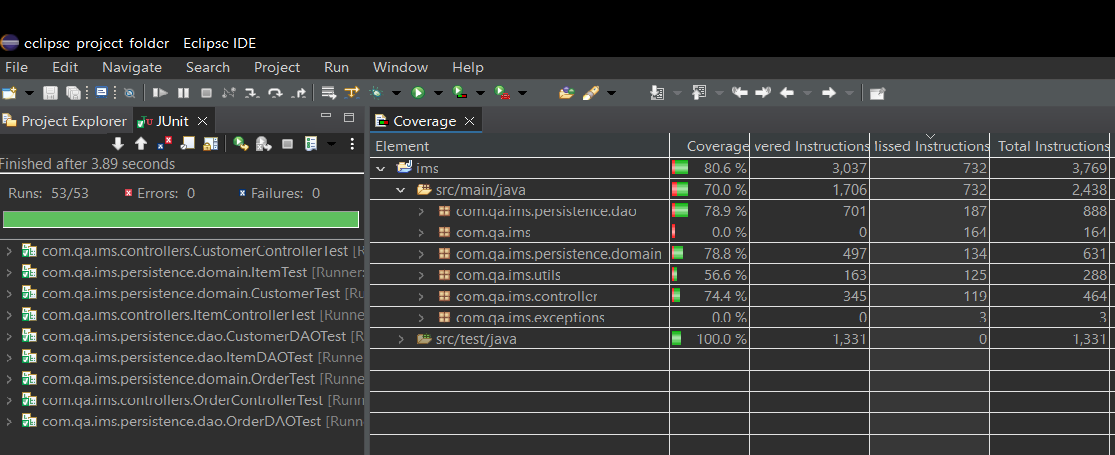 eclipse project folder Eclipse IDE
File Edit Navigate Search Project Run Window Help
Project Explorer JUnit
Finished after 3.89 seconds
Runs: 53/53 Errors: 0 Failures: 0
com.qa.ims.controllers.CustomerControllerTest [R
com.qa.ims.persistence.domain.ItemTest [Runner:
com.qa.ims.persistence.domain.CustomerTest [Ru
com.qa.ims.controllers.ItemControllerTest [Runne
com.qa.ims.persistence.dao.CustomerDAOTest [R
com.qa.ims.persistence.dao.ItemDAOTest [Runne
com.qa.ims.persistence.domain.OrderTest [Runne
com.qa.ims.controllers.OrderControllerTest [Runn
com.qa.ims.persistence.dao.OrderDAOTest [Runne
Coverage
Element Coverage vered Instructions lissed Instructions Total Instructions
ims 80.6 % 3,037 732 3,769
src/main/java 70.0 % 1,706 732 2,438
com.qa.ims.persistence.dao 78.9 % 701 187 888
com.qa.ims 0.0 % 0 164 164
com.qa.ims.persistence.domain 78.8 % 497 134 631
com.qa.ims.utils 56.6 % 163 125 288
com.qa.ims.controller 74.4 % 345 119 464
com.qa.ims.exceptions 0.0 % 0 3 3
src/test/java 100.0 % 1,331 0 1,331